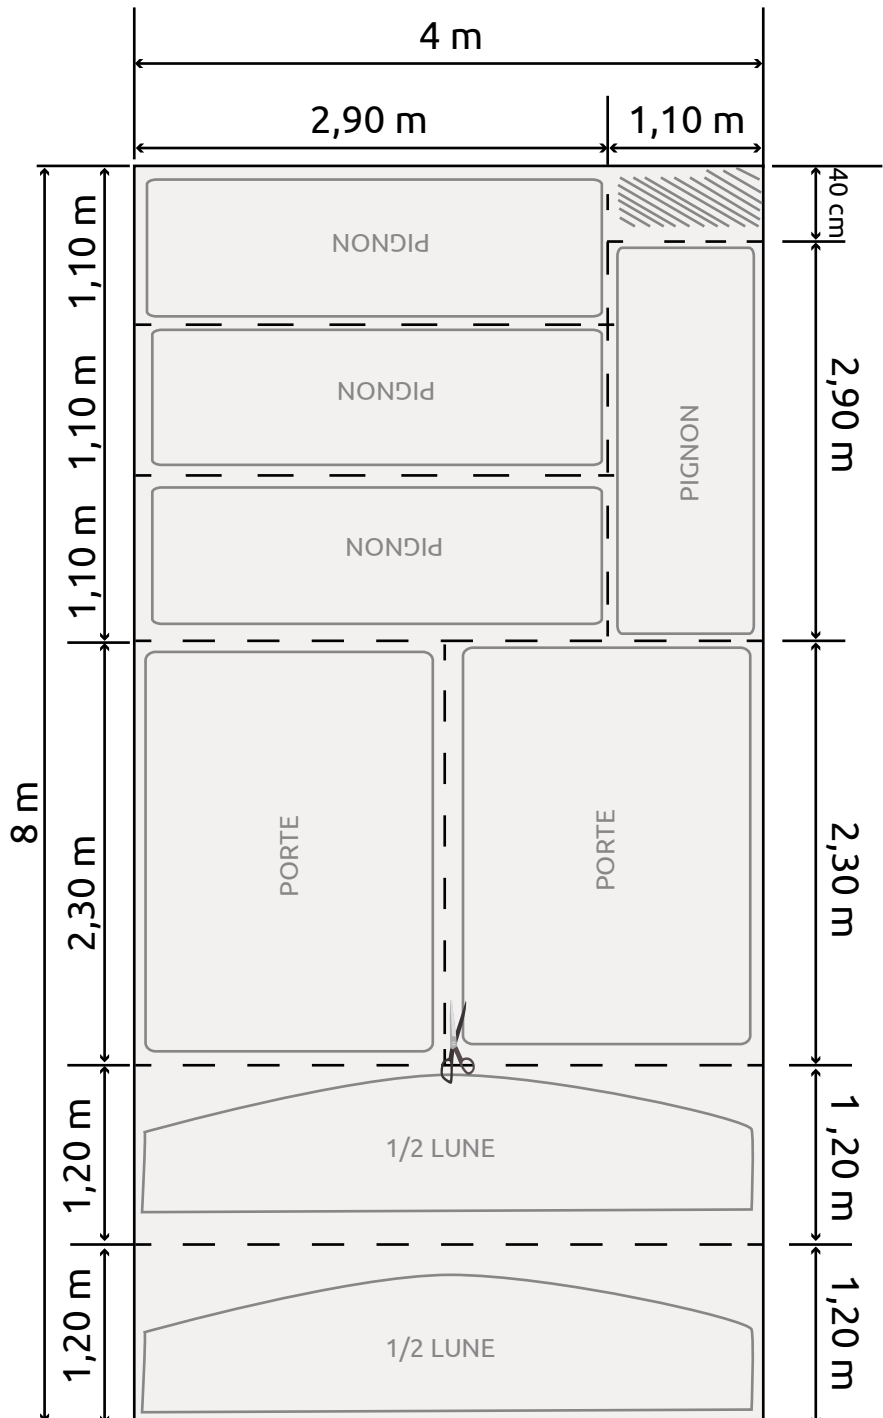 4 m
2,90 m
1,10 m
40 cm
1,10 m
PIGNON
1,10 m
PIGNON
2,90 m
PIGNON
1,10 m
PIGNON
8 m
2,30 m
PORTE
PORTE
2,30 m
1,20 m
1/2 LUNE
1 ,20 m
1,20 m
1/2 LUNE
1,20 m